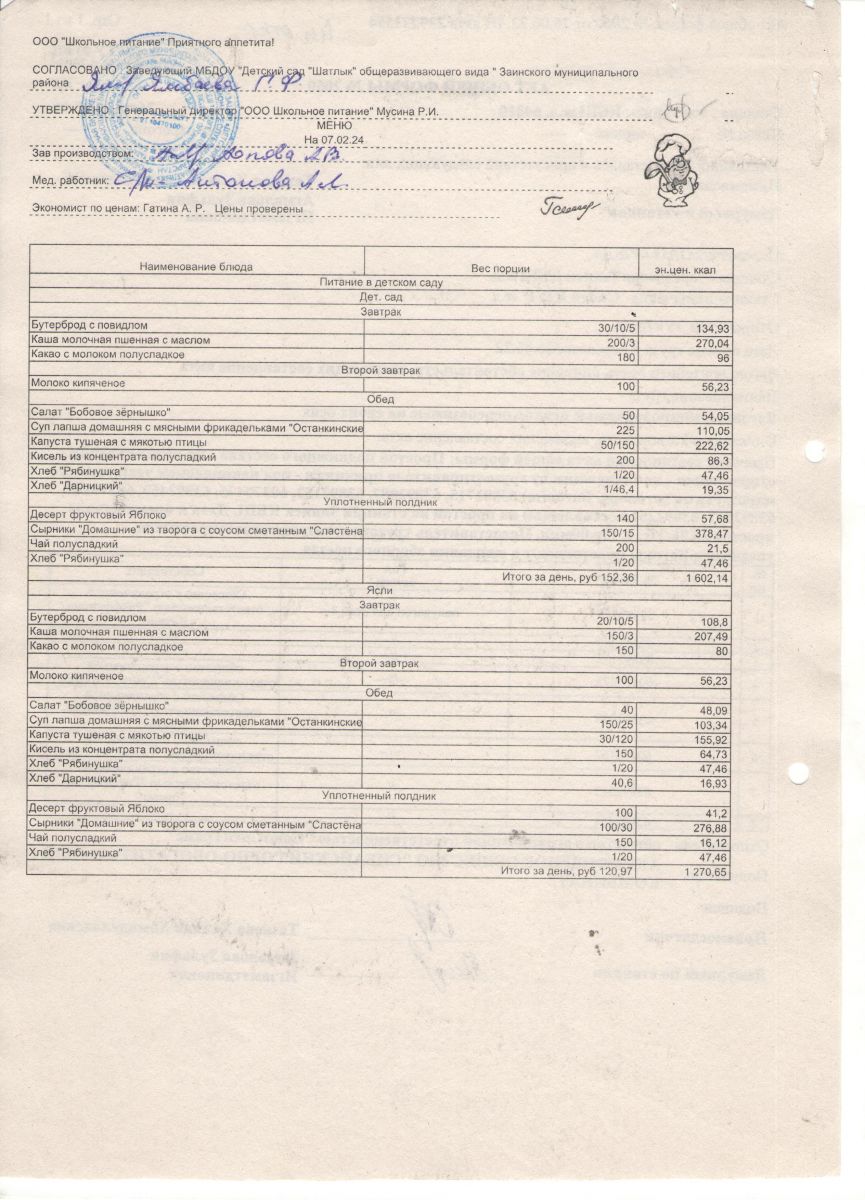 ООО "Школьное питание" Приятного аппетита!
СОГЛАСОВАНО Заведующий МБДОУ "Детский сад "Шатлык" общеразвивающего вида " Заинского муниципального
района
УТВЕРЖДЕНО Генеральный директор "ООО Школьное питание" Мусина Р.И.
МЕНЮ
На 07.02.24
Зав производством:
Мед. работник: Антонова А.Л.
Экономист по ценам: Гатина А. Р. Цены проверены
Наименование блюда Вес порции эн.цен. ккал
Питание в детском саду
Дет. сад
Завтрак
Бутерброд с повидлом 30/10/5 134,93
Каша молочная пшенная с маслом 200/3 270,04
Какао с молоком полусладкое 180 96
Второй завтрак
Молоко кипяченое 100 56,23
Обед
Салат "Бобовое зёрнышко" 50 54,05
Суп лапша домашняя с мясными фрикадельками "Останкинские 225 110,05
Капуста тушеная с мякотью птицы 50/150 222,62
Кисель из концентрата полусладкий 200 86,3
Хлеб "Рябинушка" 1/20 47,46
Хлеб "Дарницкий" 1/46,4 19,35
Уплотненный полдник
Десерт фруктовый Яблоко 140 57,68
Сырники "Домашние" из творога с соусом сметанным "Сластёна 150/15 378,47
Чай полусладкий 200 21,5
Хлеб "Рябинушка" 1/20 47,46
Итого за день, руб 152,36 1 602,14
Ясли
Завтрак
Бутерброд с повидлом 20/10/5 108,8
Каша молочная пшенная с маслом 150/3 207,49
Какао с молоком полусладкое 150 80
Второй завтрак
Молоко кипяченое 100 56,23
Обед
Салат "Бобовое зёрнышко" 40 48,09
Суп лапша домашняя с мясными фрикадельками "Останкинские 150/25 103,34
Капуста тушеная с мякотью птицы 30/120 155,92
Кисель из концентрата полусладкий 150 64,73
Хлеб "Рябинушка" 1/20 47,46
Хлеб "Дарницкий" 40,6 16,93
Уплотненный полдник
Десерт фруктовый Яблоко 100 41,2
Сырники "Домашние" из творога с соусом сметанным "Сластёна 100/30 276,88
Чай полусладкий 150 16,12
Хлеб "Рябинушка" 1/20 47,46
Итого за день, руб 120,97 1 270,65